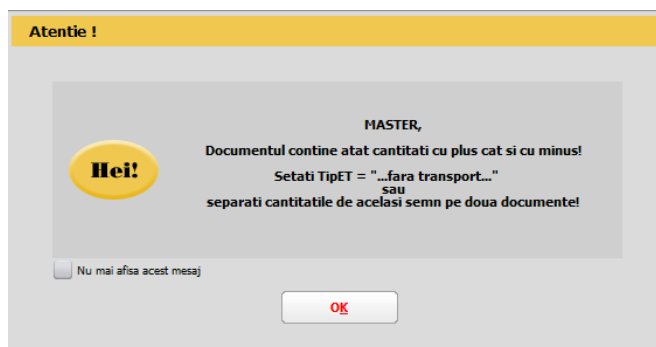 Atentie !
MASTER,
Documentul contine atat cantitati cu plus cat si cu minus!
Hei!
Setati TipET = "...fara transport..."
sau
separati cantitatile de acelasi semn pe doua documente!
Nu mai afisa acest mesaj
OK